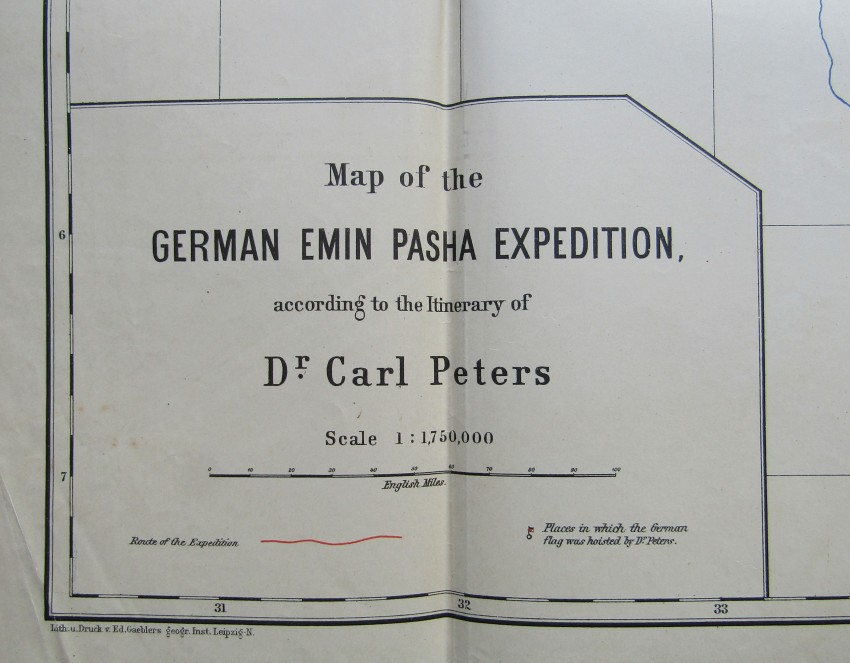 Map of the
GERMAN EMIN PASHA EXPEDITION,
according to the Itinerary of
Dr. Carl Peters
Scale 1:1,750,000
0 10 20 30 40 50 60 70 80 90 100
English Miles.
Route of the Expedition
Places in which the German
flag was hoisted by Dr. Peters.
6
7
31 32 33
Lith. u. Druck v. Ed. Gaeblers geogr. Inst. Leipzig-N.